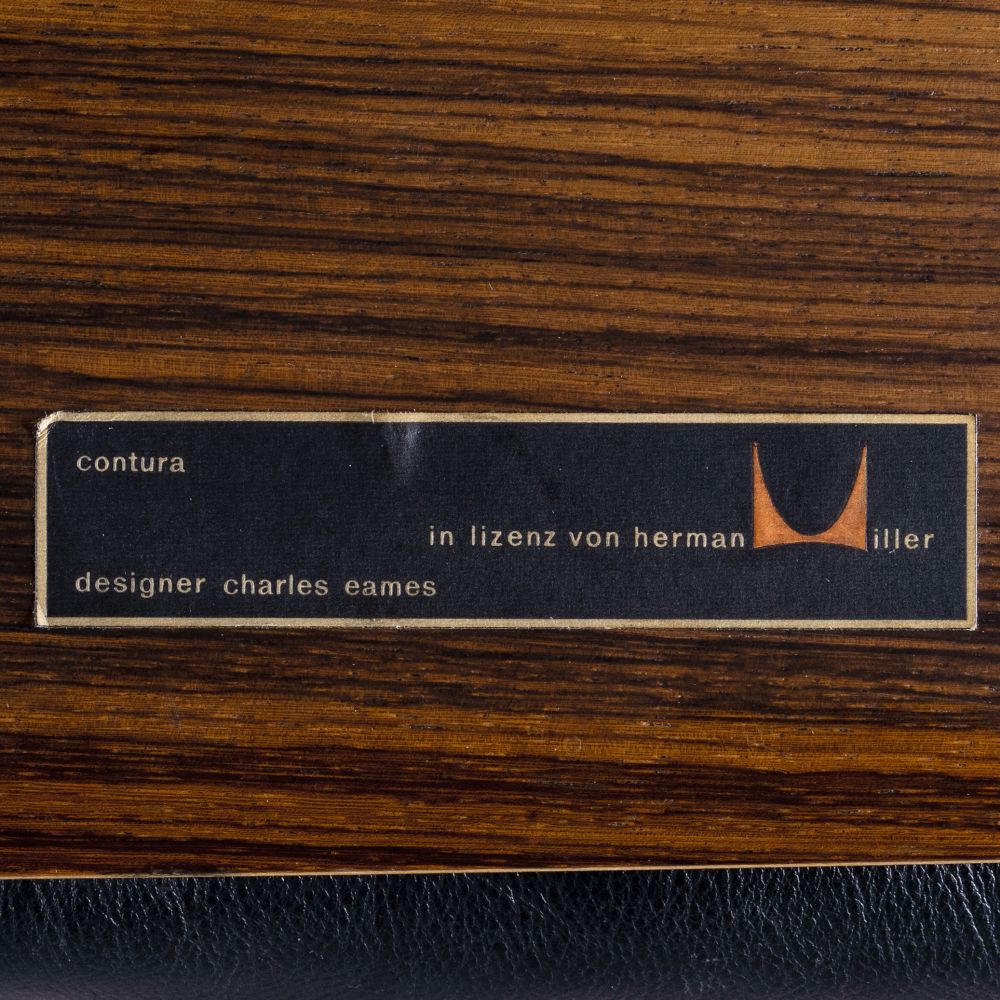 contura
in lizenz von herman miller
designer charles eames